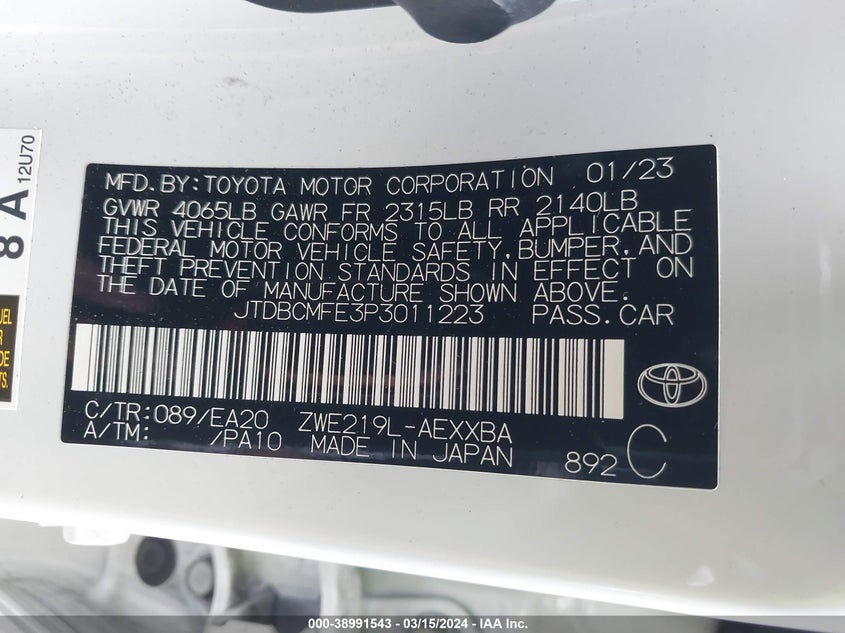 MFD.BY:TOYOTA MOTOR CORPORATION 01/23
GVWR 4065LB GAWR FR 2315LB RR 2140LB
THIS VEHICLE CONFORMS TO ALL APPLICABLE
FEDERAL MOTOR VEHICLE SAFETY,BUMPER,AND
THEFT PREVENTION STANDARDS IN EFFECT ON
THE DATE OF MANUFACTURE SHOWN ABOVE.
JTDBCMFE3P3011223 PASS.CAR
C/TR:089/EA20 ZWE219L-AEXXBA
A/TM: /PA10 MADE IN JAPAN 892 C
8 A
12U70
000-38991543 - 03/15/2024 - IAA Inc.